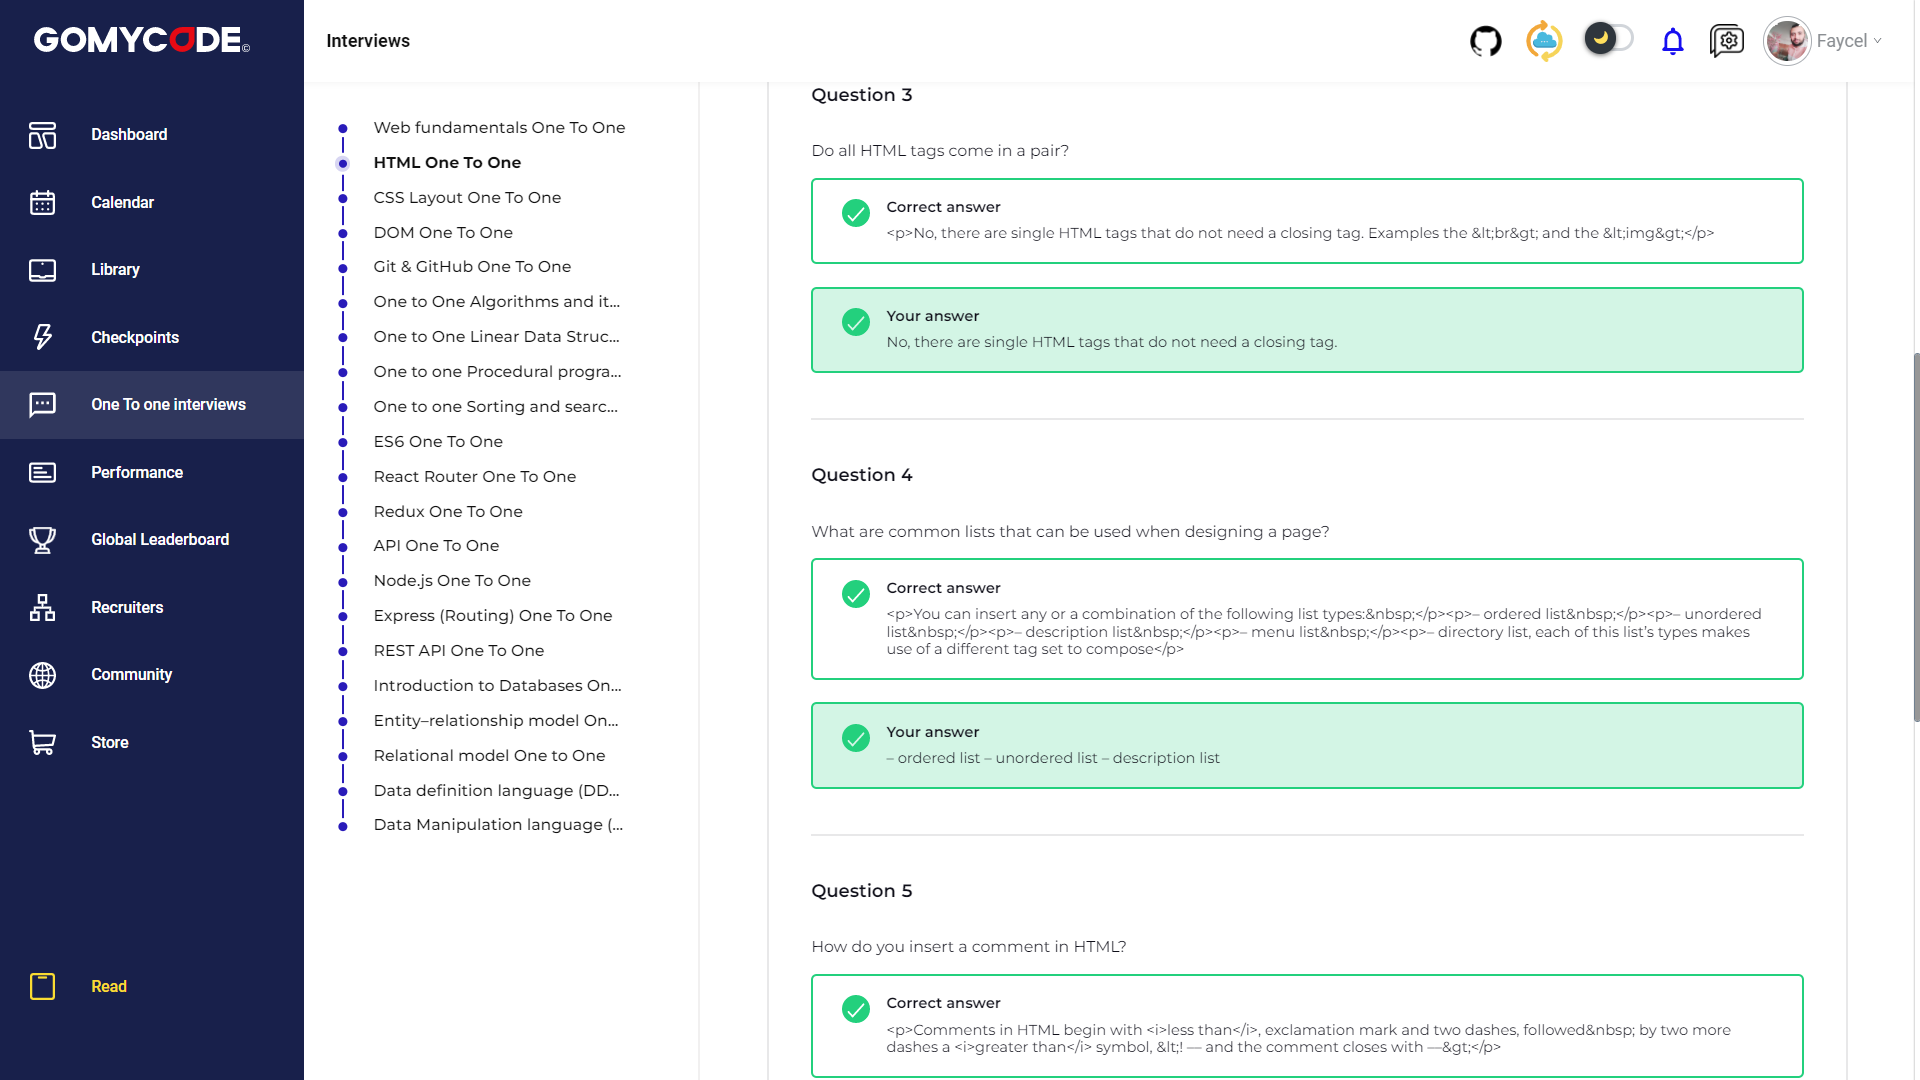 GOMYCODE©
Dashboard
Calendar
Library
Checkpoints
One To one interviews
Performance
Global Leaderboard
Recruiters
Community
Store
Read
Interviews
Faycel
Web fundamentals One To One
HTML One To One
CSS Layout One To One
DOM One To One
Git & GitHub One To One
One to One Algorithms and it...
One to One Linear Data Struc...
One to one Procedural progra...
One to one Sorting and searc...
ES6 One To One
React Router One To One
Redux One To One
API One To One
Node.js One To One
Express (Routing) One To One
REST API One To One
Introduction to Databases On...
Entity–relationship model On...
Relational model One to One
Data definition language (DD...
Data Manipulation language (...
Question 3
Do all HTML tags come in a pair?
Correct answer
<p>No, there are single HTML tags that do not need a closing tag. Examples the &lt;br&gt; and the &lt;img&gt;</p>
Your answer
No, there are single HTML tags that do not need a closing tag.
Question 4
What are common lists that can be used when designing a page?
Correct answer
<p>You can insert any or a combination of the following list types:&nbsp;</p><p>– ordered list&nbsp;</p><p>– unordered
list&nbsp;</p><p>– description list&nbsp;</p><p>– menu list&nbsp;</p><p>– directory list, each of this list’s types makes
use of a different tag set to compose</p>
Your answer
– ordered list – unordered list – description list
Question 5
How do you insert a comment in HTML?
Correct answer
<p>Comments in HTML begin with <i>less than</i>, exclamation mark and two dashes, followed&nbsp; by two more
dashes a <i>greater than</i> symbol, &lt;! — and the comment closes with —&gt;</p>